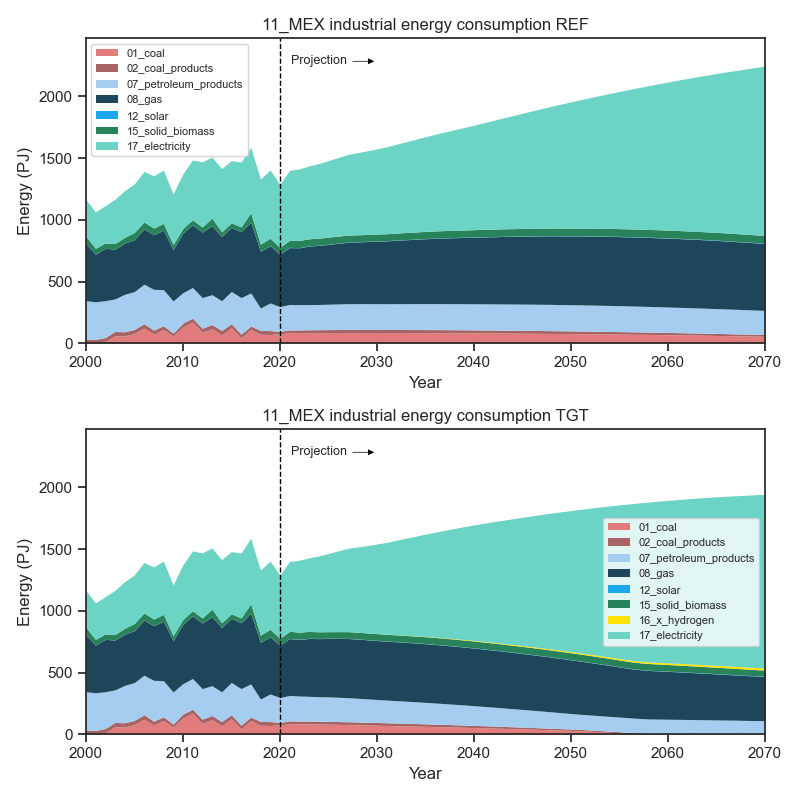 11_MEX industrial energy consumption REF
01_coal
02_coal_products
07_petroleum_products
08_gas
12_solar
15_solid_biomass
17_electricity
Projection
Energy (PJ)
2000
1500
1000
500
0
2000 2010 2020 2030 2040 2050 2060 2070
Year
11_MEX industrial energy consumption TGT
Projection
01_coal
02_coal_products
07_petroleum_products
08_gas
12_solar
15_solid_biomass
16_x_hydrogen
17_electricity
Energy (PJ)
2000
1500
1000
500
0
2000 2010 2020 2030 2040 2050 2060 2070
Year